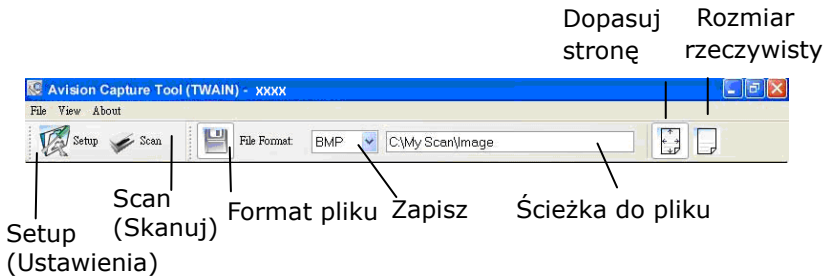 Dopasuj stronę
Rozmiar rzeczywisty
Avision Capture Tool (TWAIN) - xxxx
File View About
Setup Scan File Format: BMP C:\My Scan\Image
Setup (Ustawienia)
Scan (Skanuj)
Format pliku
Zapisz
Ścieżka do pliku